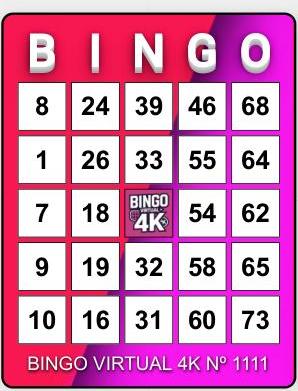 B I N G O
8 24 39 46 68
1 26 33 55 64
7 18 BINGO VIRTUAL 4K 54 62
9 19 32 58 65
10 16 31 60 73
BINGO VIRTUAL 4K Nº 1111